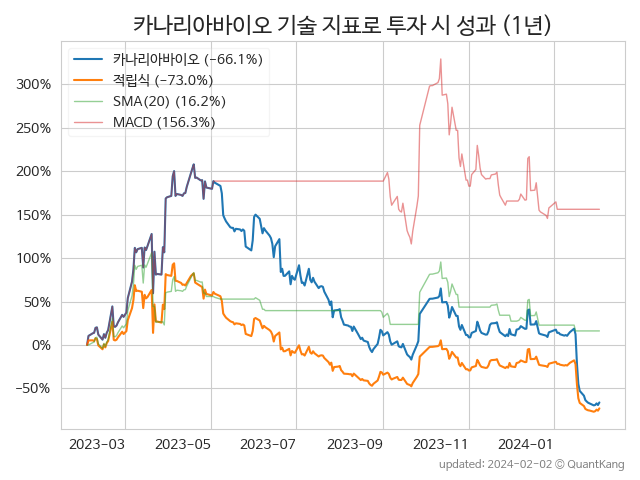 카나리아바이오 기술 지표로 투자 시 성과 (1년)
카나리아바이오 (−66.1%)
적립식 (−73.0%)
SMA(20) (16.2%)
MACD (156.3%)
300%
250%
200%
150%
100%
50%
0%
−50%
2023-03 2023-05 2023-07 2023-09 2023-11 2024-01
updated: 2024-02-02 © QuantKang